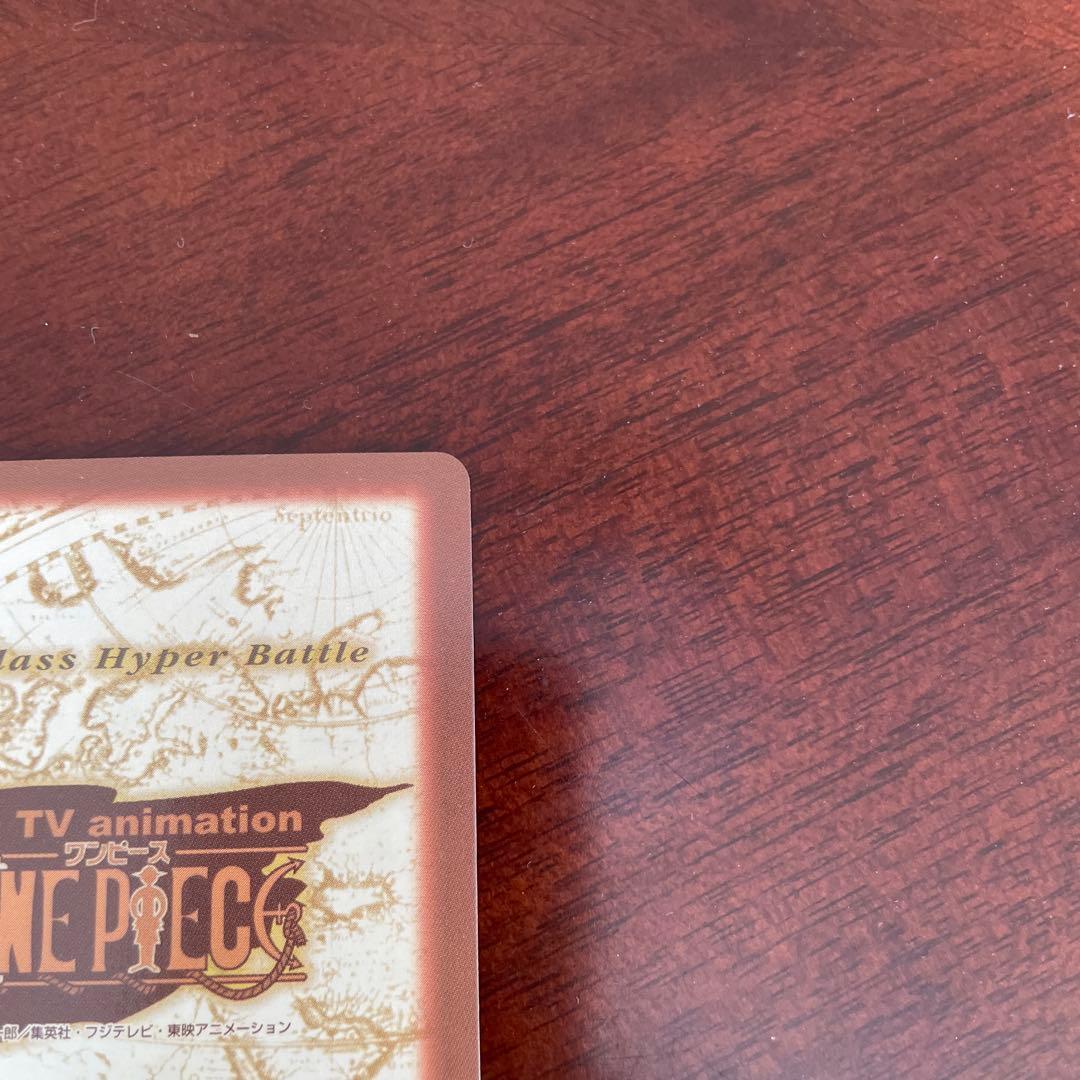 Septentrio
lass Hyper Battle
TV animation
ワンピース
NE PIECE
郎／集英社・フジテレビ・東映アニメーション